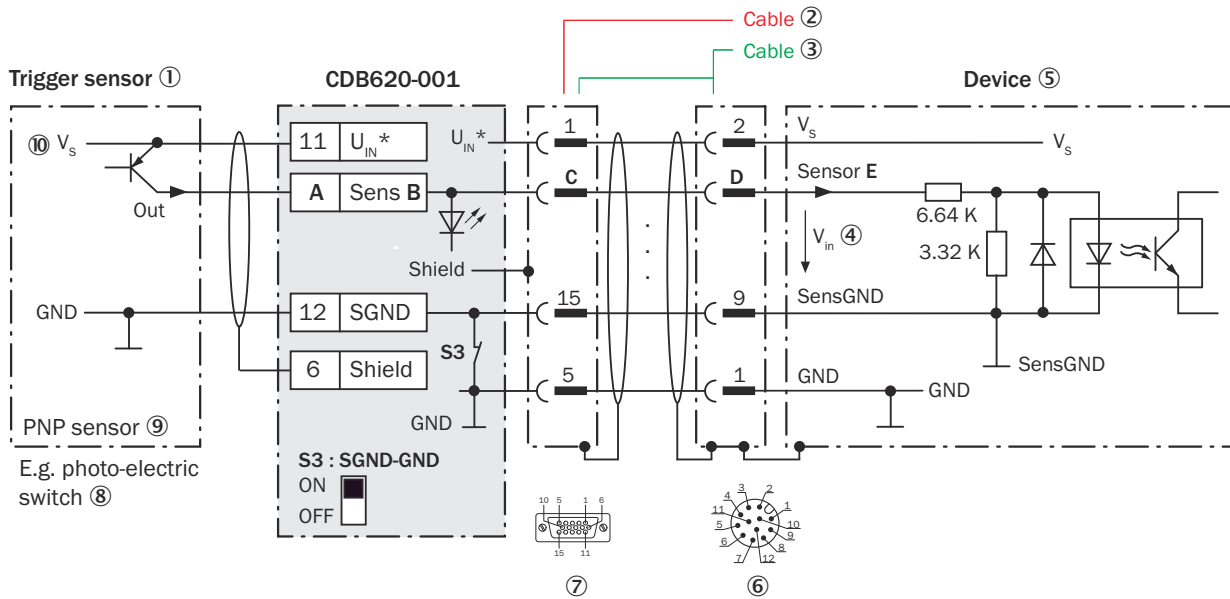 Cable ②
Cable ③
Trigger sensor ①
CDB620-001
Device ⑤
⑩ Vs
11 UIN*
UIN*
1
2
Vs
Vs
A Sens B
C
D
Sensor E
Out
6.64 K
3.32 K
Vin ④
Shield
GND
12 SGND
15
9
SensGND
S3
6 Shield
SensGND
5
1
GND
GND
GND
PNP sensor ⑨
E.g. photo-electric
switch ⑧
S3 : SGND-GND
ON
OFF
10 5 1 6
15 11
3 2
4 1
11 10
5 9
6 8
7 12
⑦
⑥